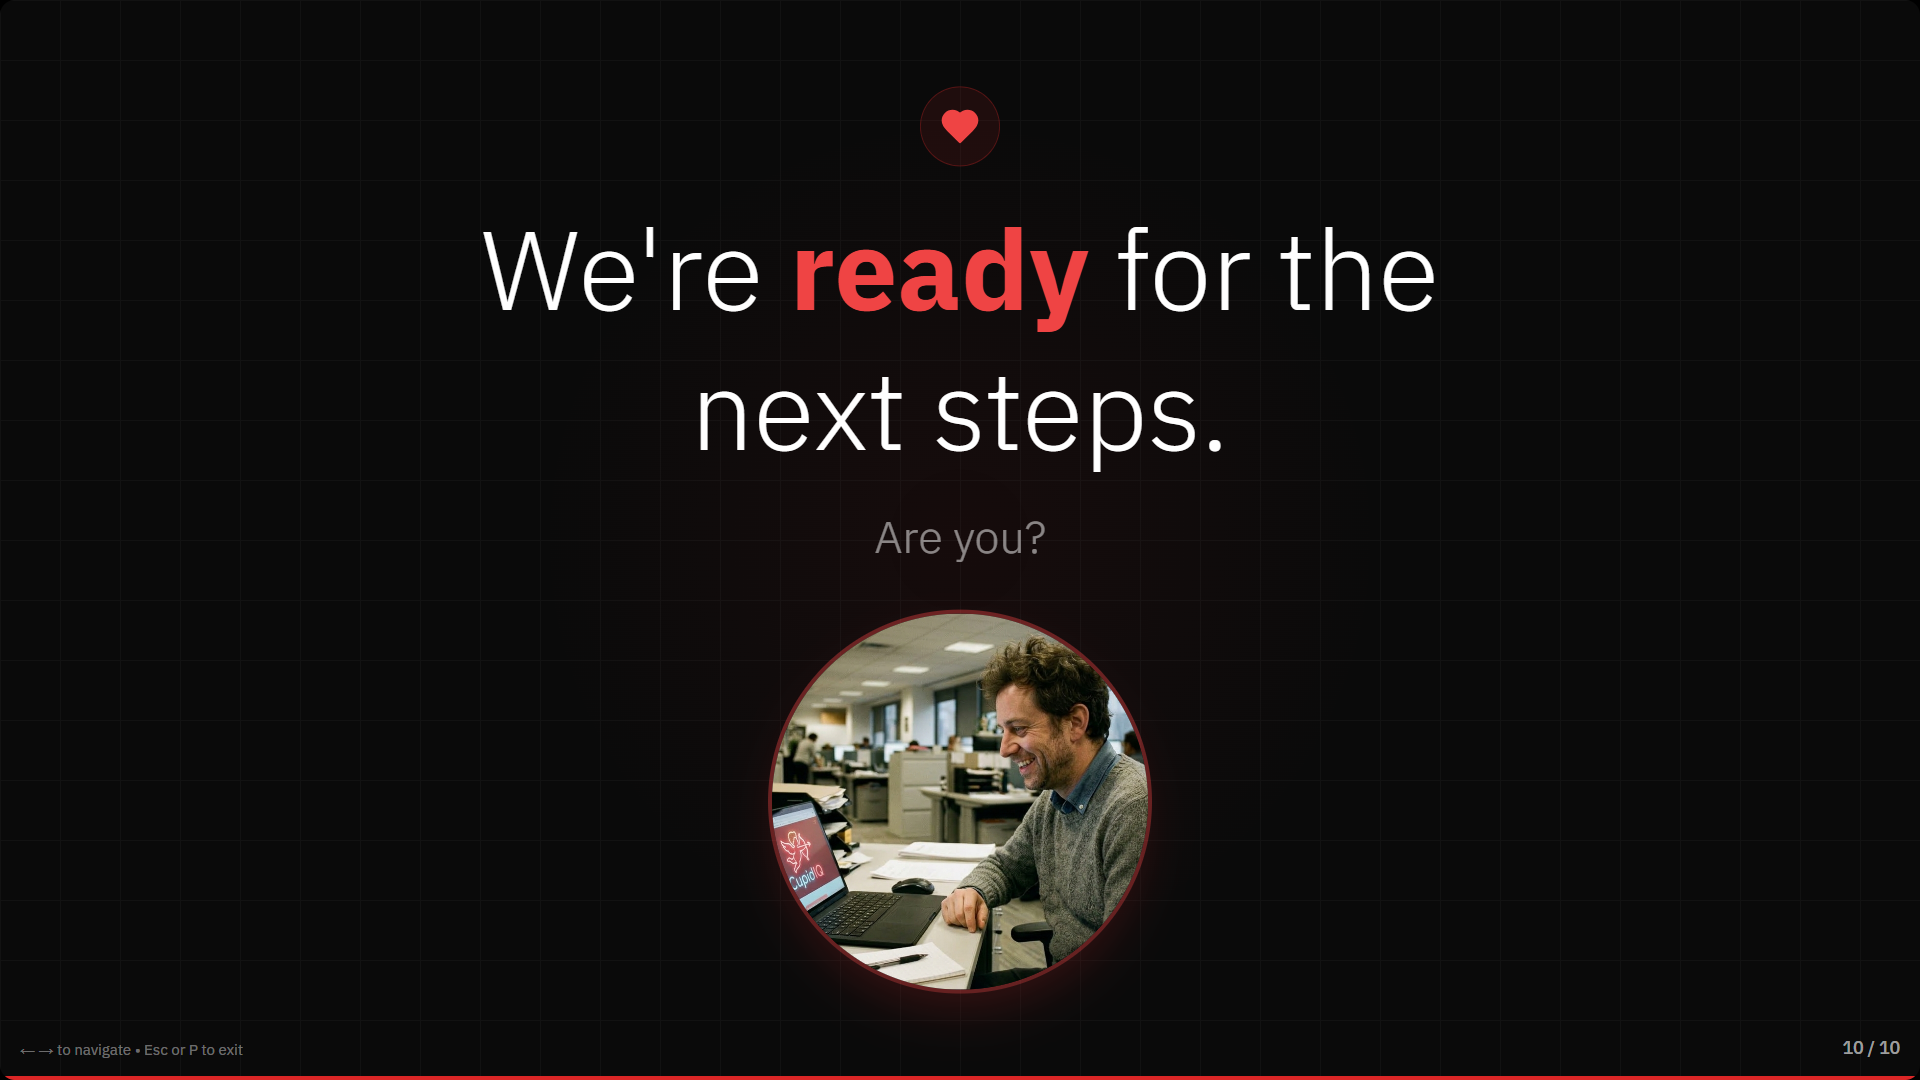 We're ready for the
next steps.
Are you?
CupidIQ
←→ to navigate • Esc or P to exit
10 / 10